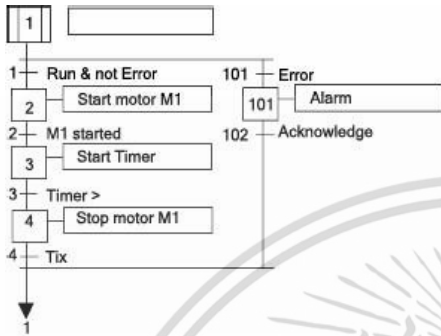 1
1 Run & not Error 101 Error
2 Start motor M1 101 Alarm
2 M1 started 102 Acknowledge
3 Start Timer
3 Timer >
4 Stop motor M1
4 Tix
1